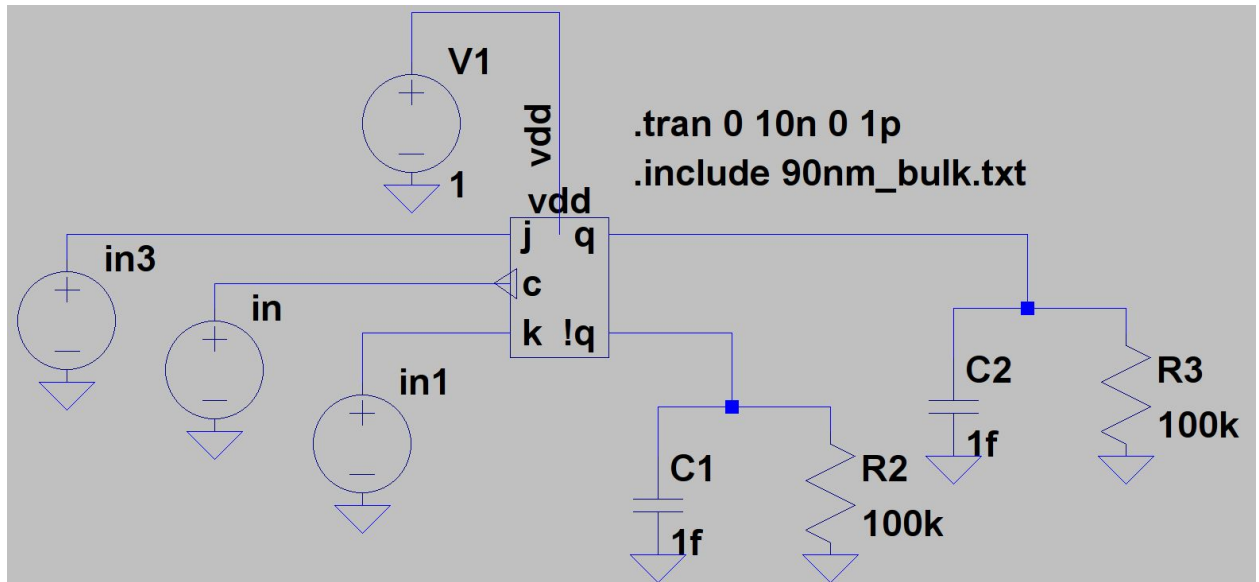 V1
vdd
1
.tran 0 10n 0 1p
.include 90nm_bulk.txt
vdd
in3
j q
in
c
in1
k !q
C2
1f
R3
100k
C1
1f
R2
100k